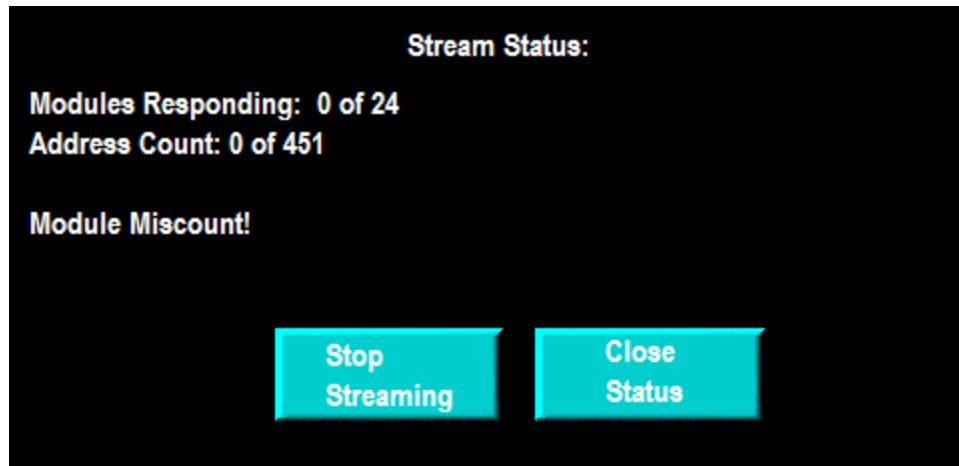 Stream Status:
Modules Responding: 0 of 24
Address Count: 0 of 451
Module Miscount!
Stop
Streaming
Close
Status